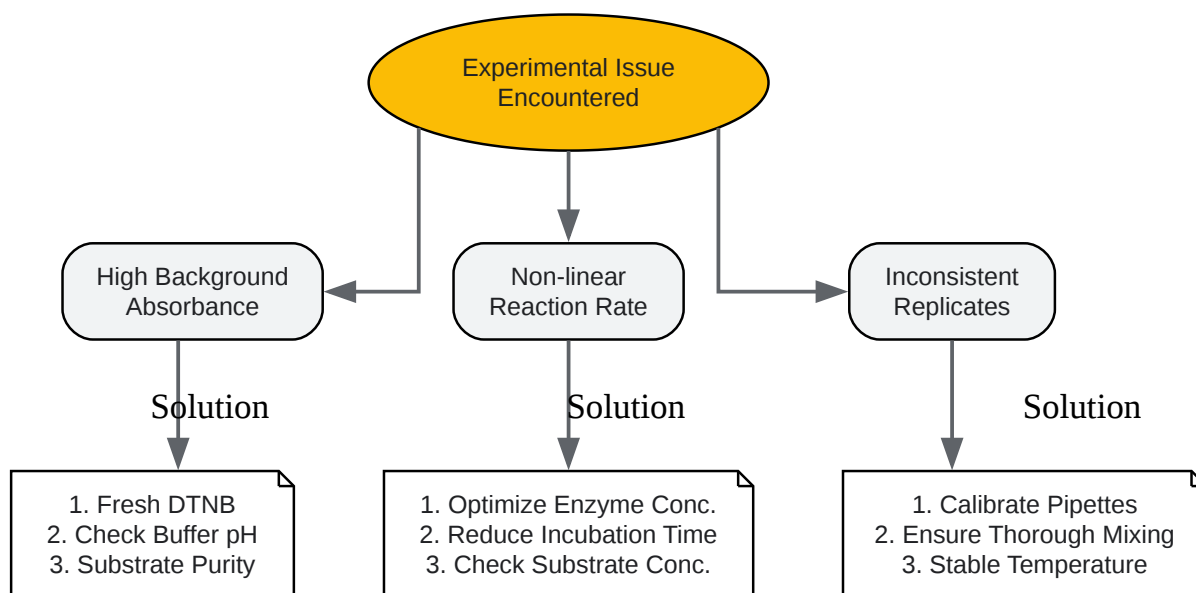 Experimental Issue
Encountered
High Background
Absorbance
Non-linear
Reaction Rate
Inconsistent
Replicates
Solution
Solution
Solution
1. Fresh DTNB
2. Check Buffer pH
3. Substrate Purity
1. Optimize Enzyme Conc.
2. Reduce Incubation Time
3. Check Substrate Conc.
1. Calibrate Pipettes
2. Ensure Thorough Mixing
3. Stable Temperature